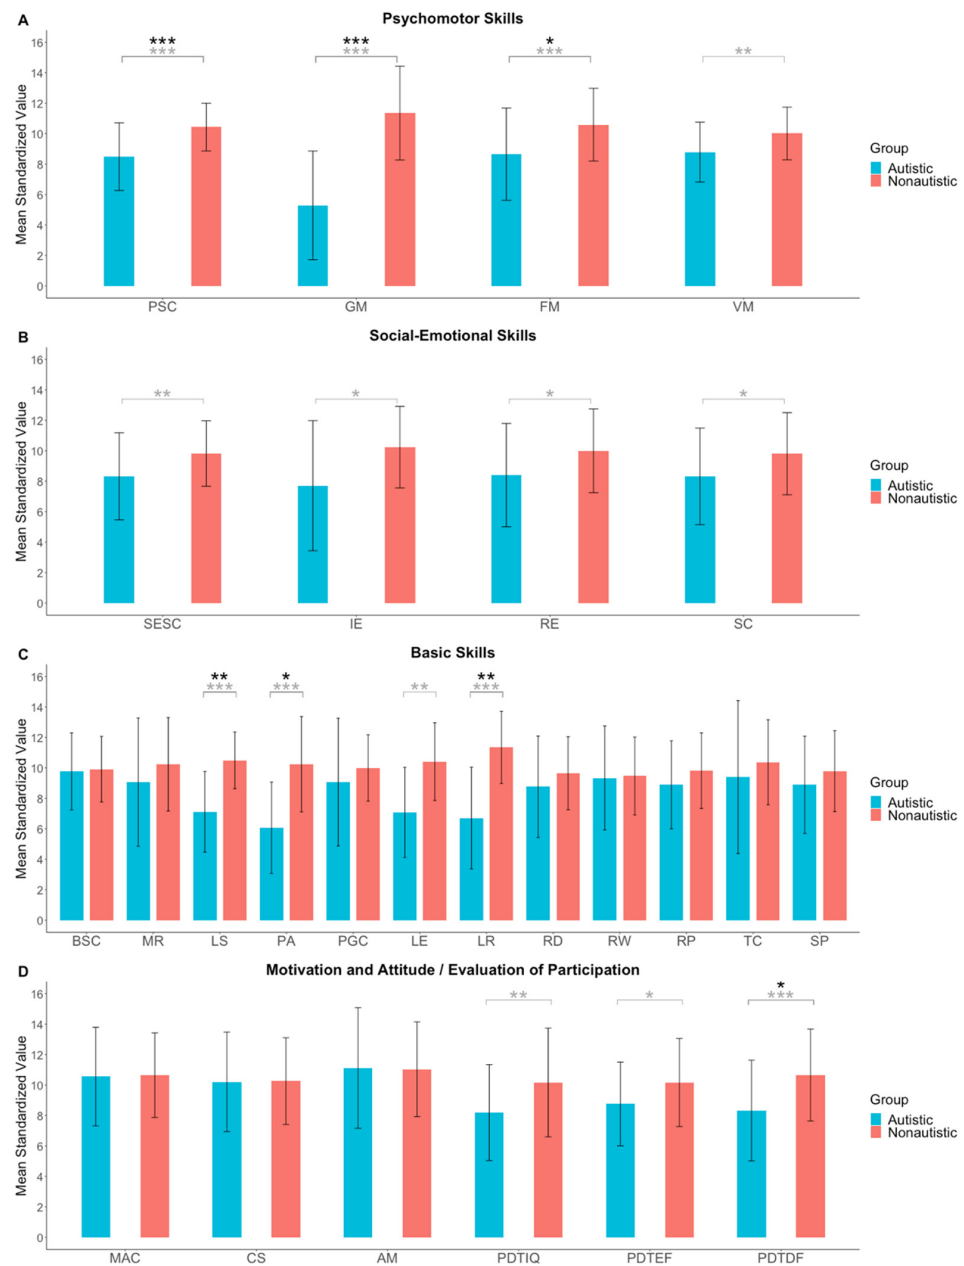 A
Psychomotor Skills
Mean Standardized Value
16
14
12
10
8
6
4
2
0
*** *** * 
*** *** *** **
PSC GM FM VM
Group
Autistic
Nonautistic
B
Social-Emotional Skills
Mean Standardized Value
16
14
12
10
8
6
4
2
0
** * * *
SESC IE RE SC
Group
Autistic
Nonautistic
C
Basic Skills
Mean Standardized Value
16
14
12
10
8
6
4
2
0
** * **
*** *** ** ***
BSC MR LS PA PGC LE LR RD RW RP TC SP
Group
Autistic
Nonautistic
D
Motivation and Attitude / Evaluation of Participation
Mean Standardized Value
16
14
12
10
8
6
4
2
0
*
** * ***
MAC CS AM PDTIQ PDTEF PDTDF
Group
Autistic
Nonautistic